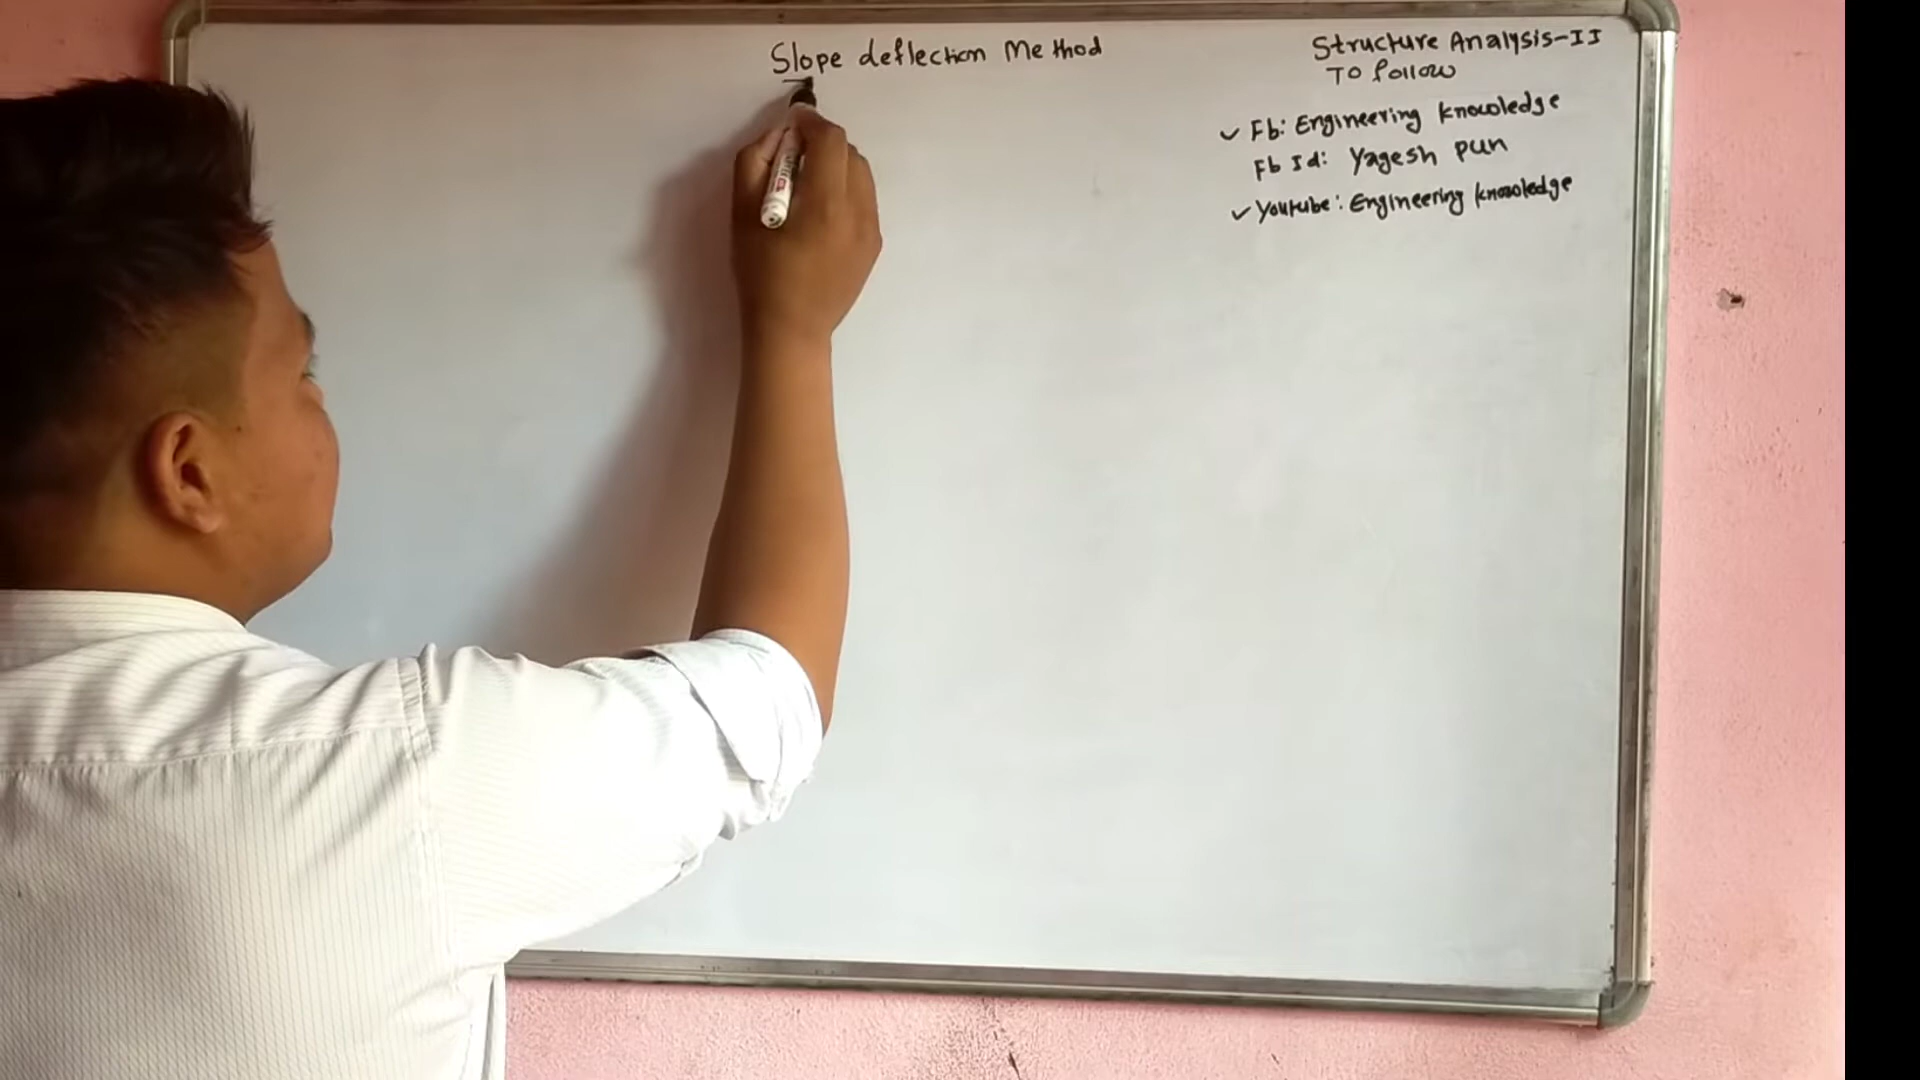 Slope deflection Method
Structure Analysis-II
To follow
✓ Fb: Engineering knowledge
Fb Id: Yagesh pun
✓ Youtube: Engineering knowledge